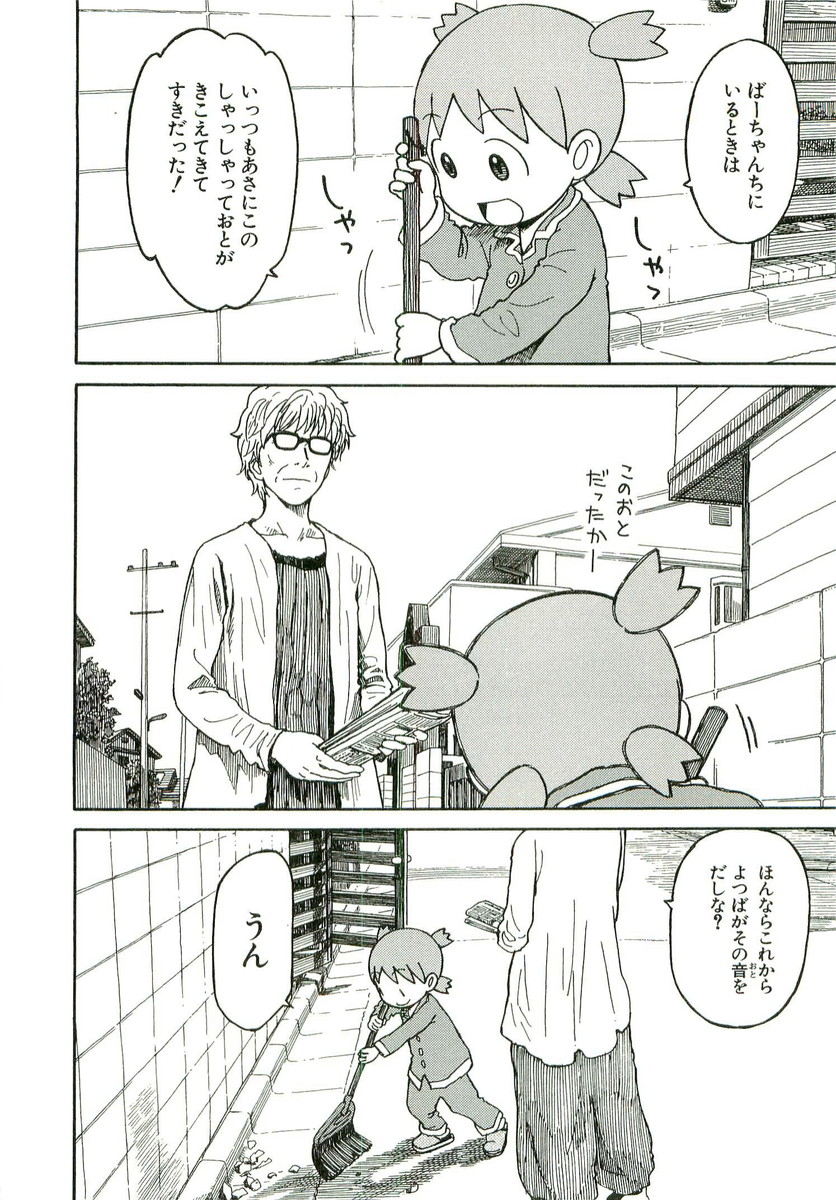 ばーちゃんちに
いるときは
しゃっ
いっつもあさにこの
しゃっしゃっておとが
きこえてきて
すきだった!
しゃっ
このおと
だったかー
ほんならこれから
よつばがその音を
おと
だしな?
うん